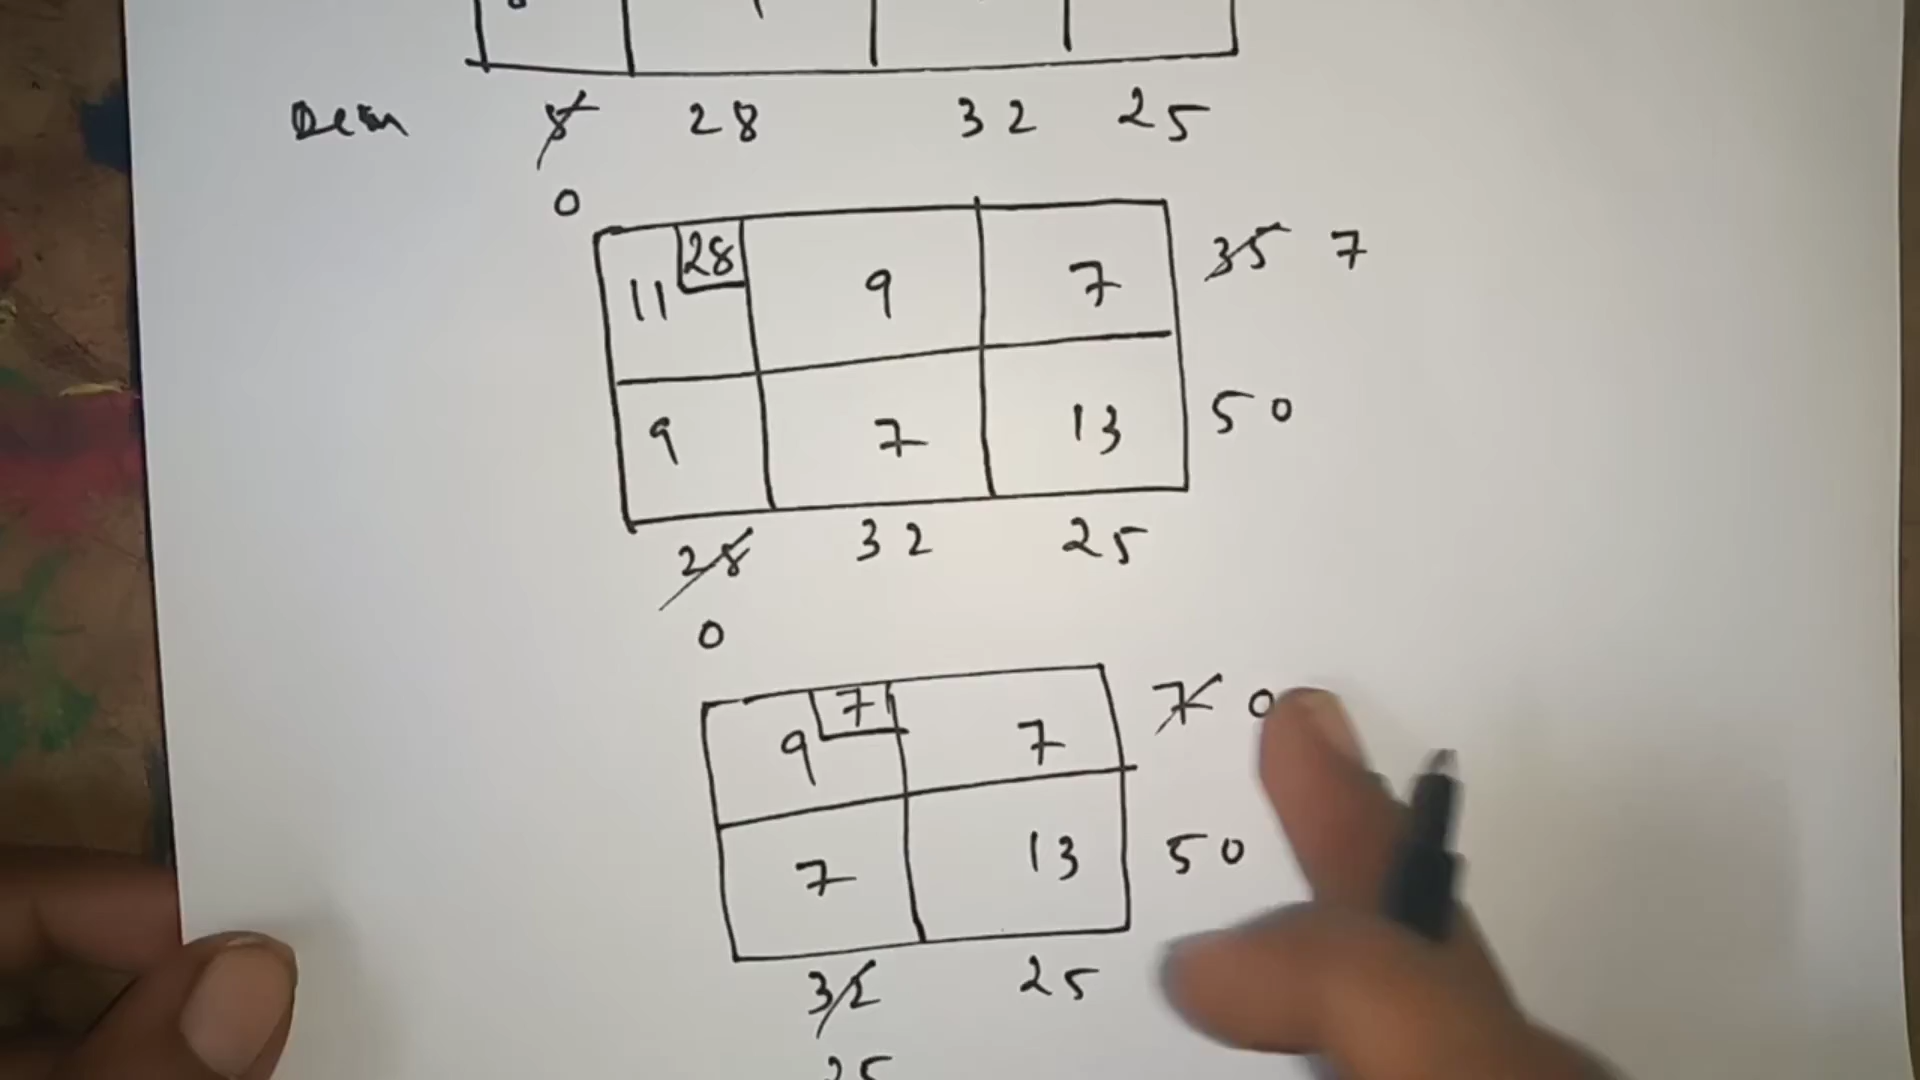 Dem 8 28 32 25
0
11 28 9 7 35 7
9 7 13 50
28 32 25
0
9 7 7 7 0
7 13 50
32 25
25